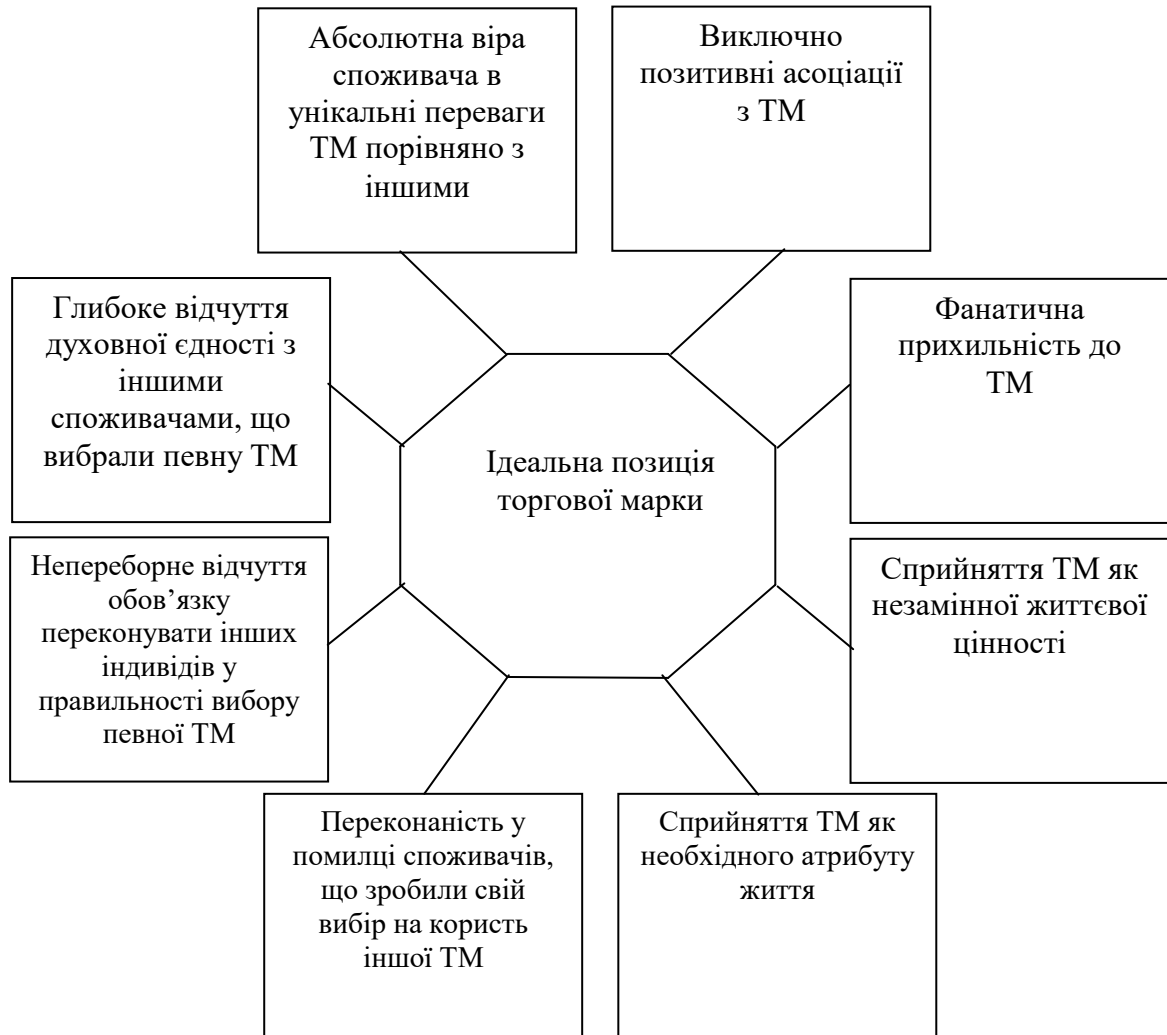 Абсолютна віра
споживача в
унікальні переваги
ТМ порівняно з
іншими
Виключно
позитивні асоціації
з ТМ
Глибоке відчуття
духовної єдності з
іншими
споживачами, що
вибрали певну ТМ
Фанатична
прихильність до
ТМ
Ідеальна позиція
торгової марки
Непереборне відчуття
обов’язку
переконувати інших
індивідів у
правильності вибору
певної ТМ
Сприйняття ТМ як
незамінної життєвої
цінності
Переконаність у
помилці споживачів,
що зробили свій
вибір на користь
іншої ТМ
Сприйняття ТМ як
необхідного атрибуту
життя